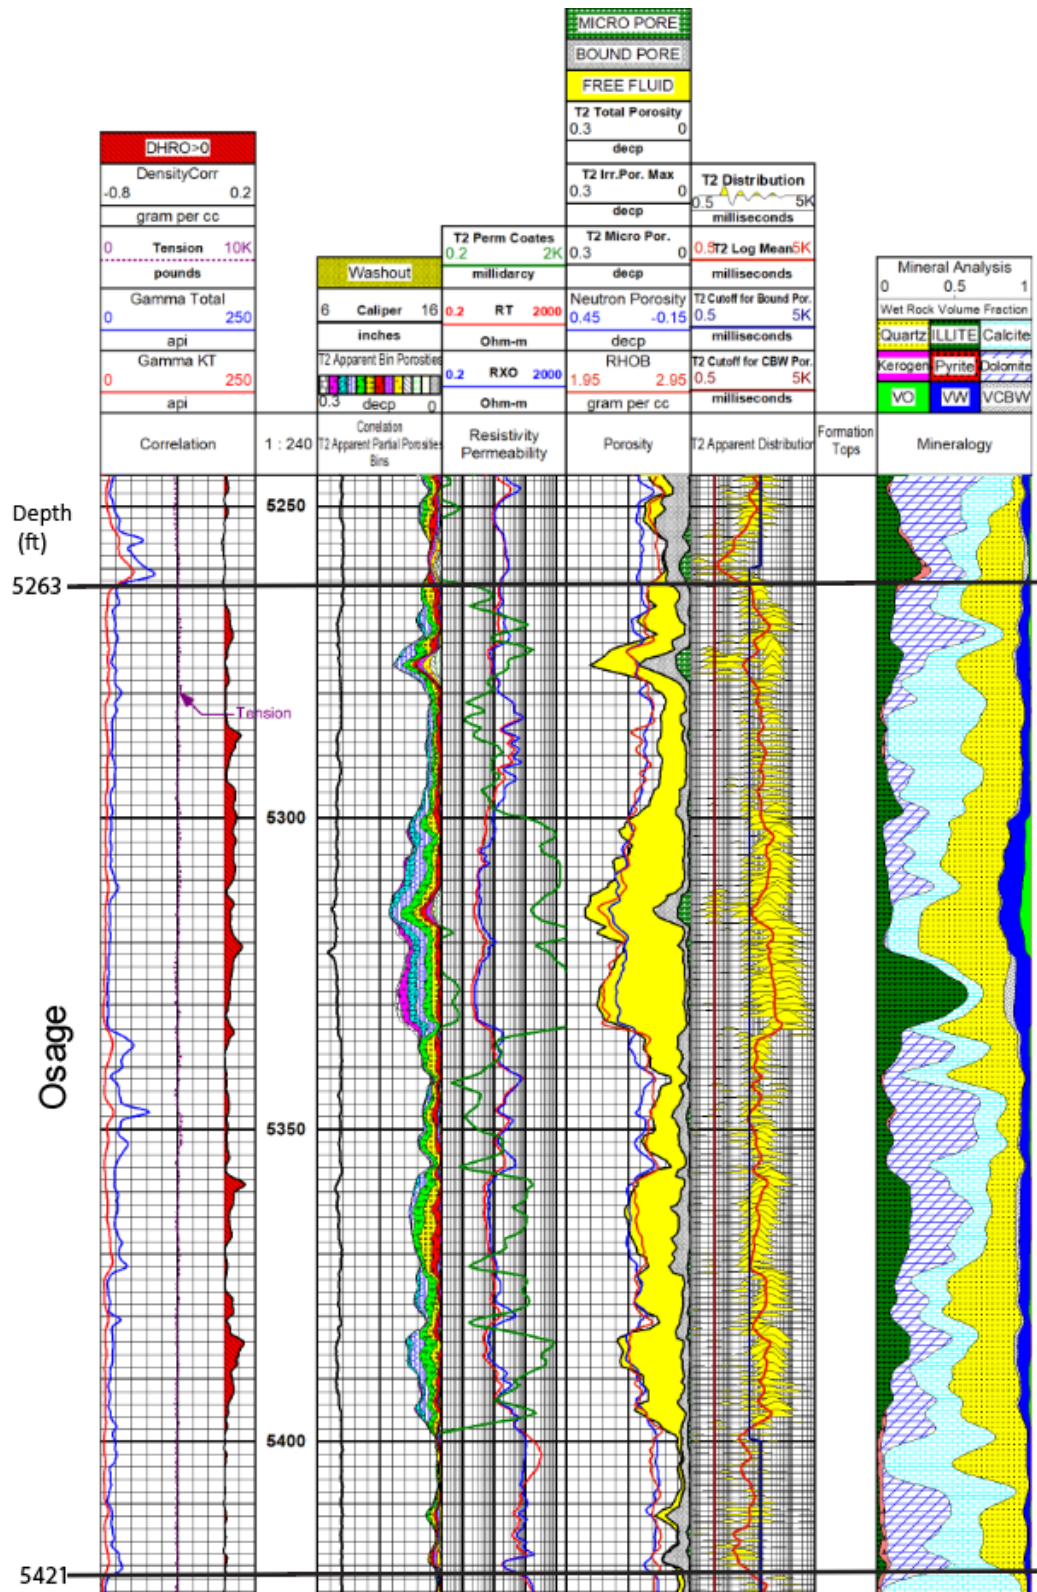 MICRO PORE
BOUND PORE
FREE FLUID
T2 Total Porosity
0.3 0
decp
T2 Irr.Por. Max
0.3 0
decp
T2 Micro Por.
0.3 0
decp
Neutron Porosity
0.45 -0.15
decp
RHOB
1.95 2.95
gram per cc
Porosity
DHRO>0
DensityCorr
-0.8 0.2
gram per cc
0 Tension 10K
pounds
Gamma Total
0 250
api
Gamma KT
0 250
api
Correlation
1 : 240
Washout
6 Caliper 16
inches
T2 Apparent Bin Porosities
0.3 decp 0
Correlation
T2 Apparent Partial Porosities
Bins
T2 Perm Coates
0.2 2K
millidarcy
0.2 RT 2000
Ohm-m
0.2 RXO 2000
Ohm-m
Resistivity
Permeability
T2 Distribution
0.5 5K
milliseconds
0.5 T2 Log Mean 5K
milliseconds
T2 Cutoff for Bound Por.
0.5 5K
milliseconds
T2 Cutoff for CBW Por.
0.5 5K
milliseconds
T2 Apparent Distribution
Formation
Tops
Mineral Analysis
0 0.5 1
Wet Rock Volume Fraction
Quartz ILLITE Calcite
Kerogen Pyrite Dolomite
VO VW VCBW
Mineralogy
Depth
(ft)
5250
5263
Tension
5300
Osage
5350
5400
5421